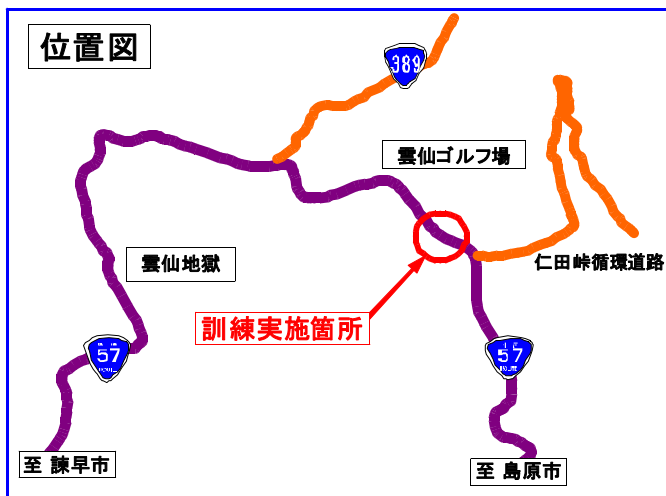 位置図
389
雲仙ゴルフ場
雲仙地獄
仁田峠循環道路
訓練実施箇所
57
57
至 諫早市
至 島原市